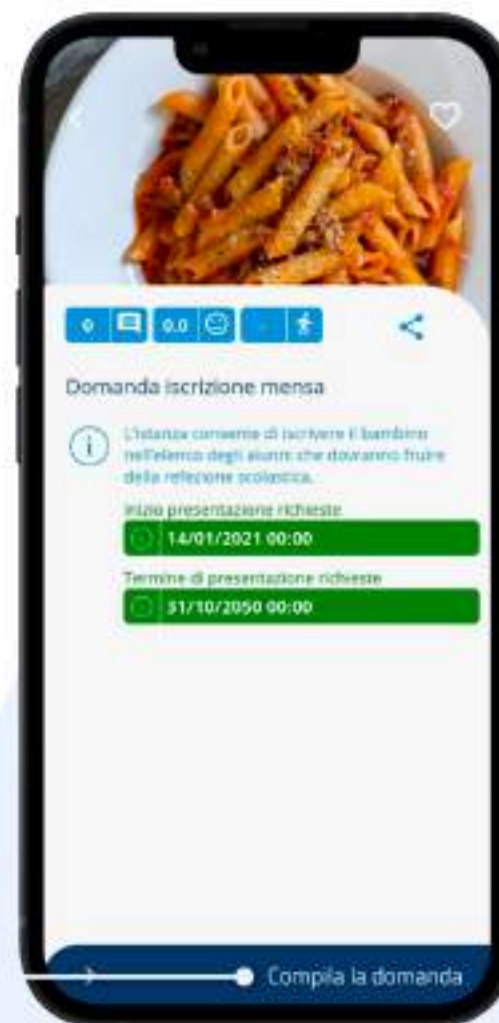 0
0.0
-
Domanda iscrizione mensa
L'istanza consente di iscrivere il bambino
nell'elenco degli alunni che dovranno fruire
della refezione scolastica.
Inizio presentazione richieste
14/01/2021 00:00
Termine di presentazione richieste
31/10/2050 00:00
Compila la domanda